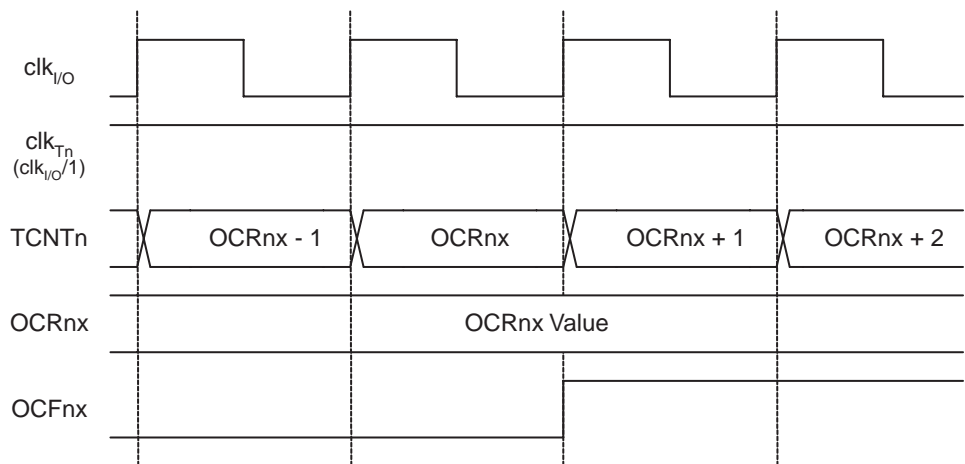 clkI/O
clkTn
(clkI/O/1)
TCNTn
OCRnx - 1
OCRnx
OCRnx + 1
OCRnx + 2
OCRnx
OCRnx Value
OCFnx